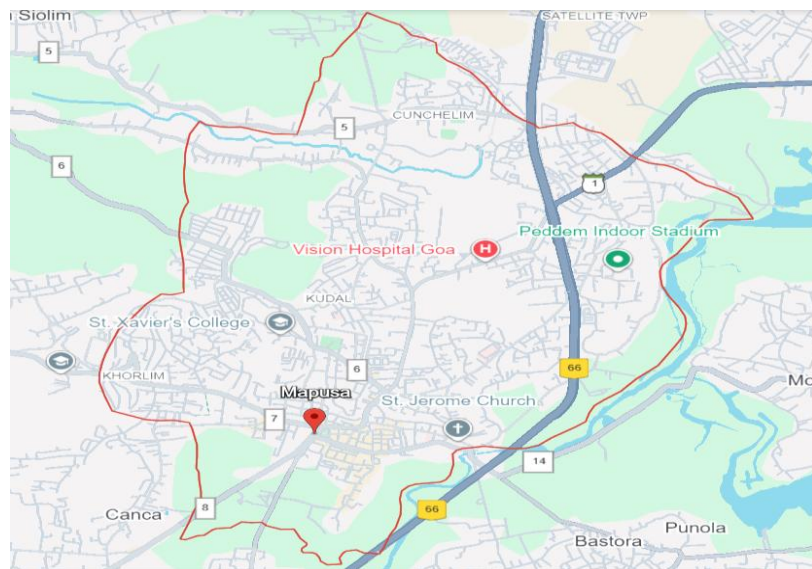 n Siolim
SATELLITE TWP
5
5
CUNCHELIM
6
1
Peddem Indoor Stadium
Vision Hospital Goa
H
KUDAL
St. Xavier's College
6
66
KHORLIM
Mapusa
Mo
St. Jerome Church
7
14
8
Canca
66
Punola
Bastora